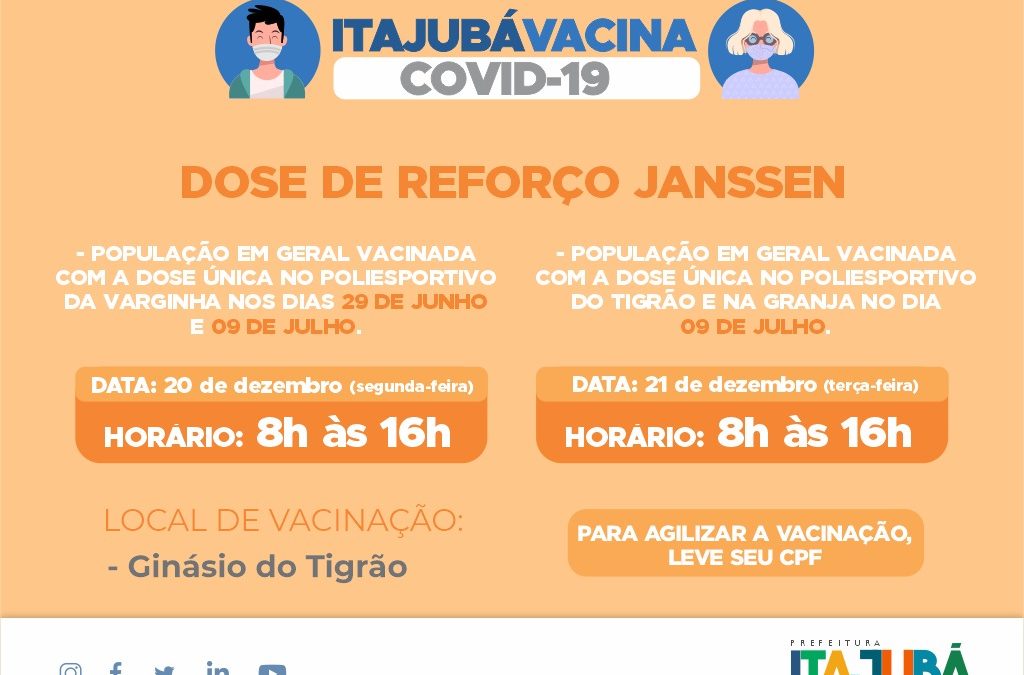 ITAJUBÁVACINA
COVID-19
DOSE DE REFORÇO JANSSEN
- POPULAÇÃO EM GERAL VACINADA
COM A DOSE ÚNICA NO POLIESPORTIVO
DA VARGINHA NOS DIAS 29 DE JUNHO
E 09 DE JULHO.
DATA: 20 de dezembro (segunda-feira)
HORÁRIO: 8h às 16h
- POPULAÇÃO EM GERAL VACINADA
COM A DOSE ÚNICA NO POLIESPORTIVO
DO TIGRÃO E NA GRANJA NO DIA
09 DE JULHO.
DATA: 21 de dezembro (terça-feira)
HORÁRIO: 8h às 16h
LOCAL DE VACINAÇÃO:
- Ginásio do Tigrão
PARA AGILIZAR A VACINAÇÃO,
LEVE SEU CPF
PREFEITURA
ITAJUBÁ